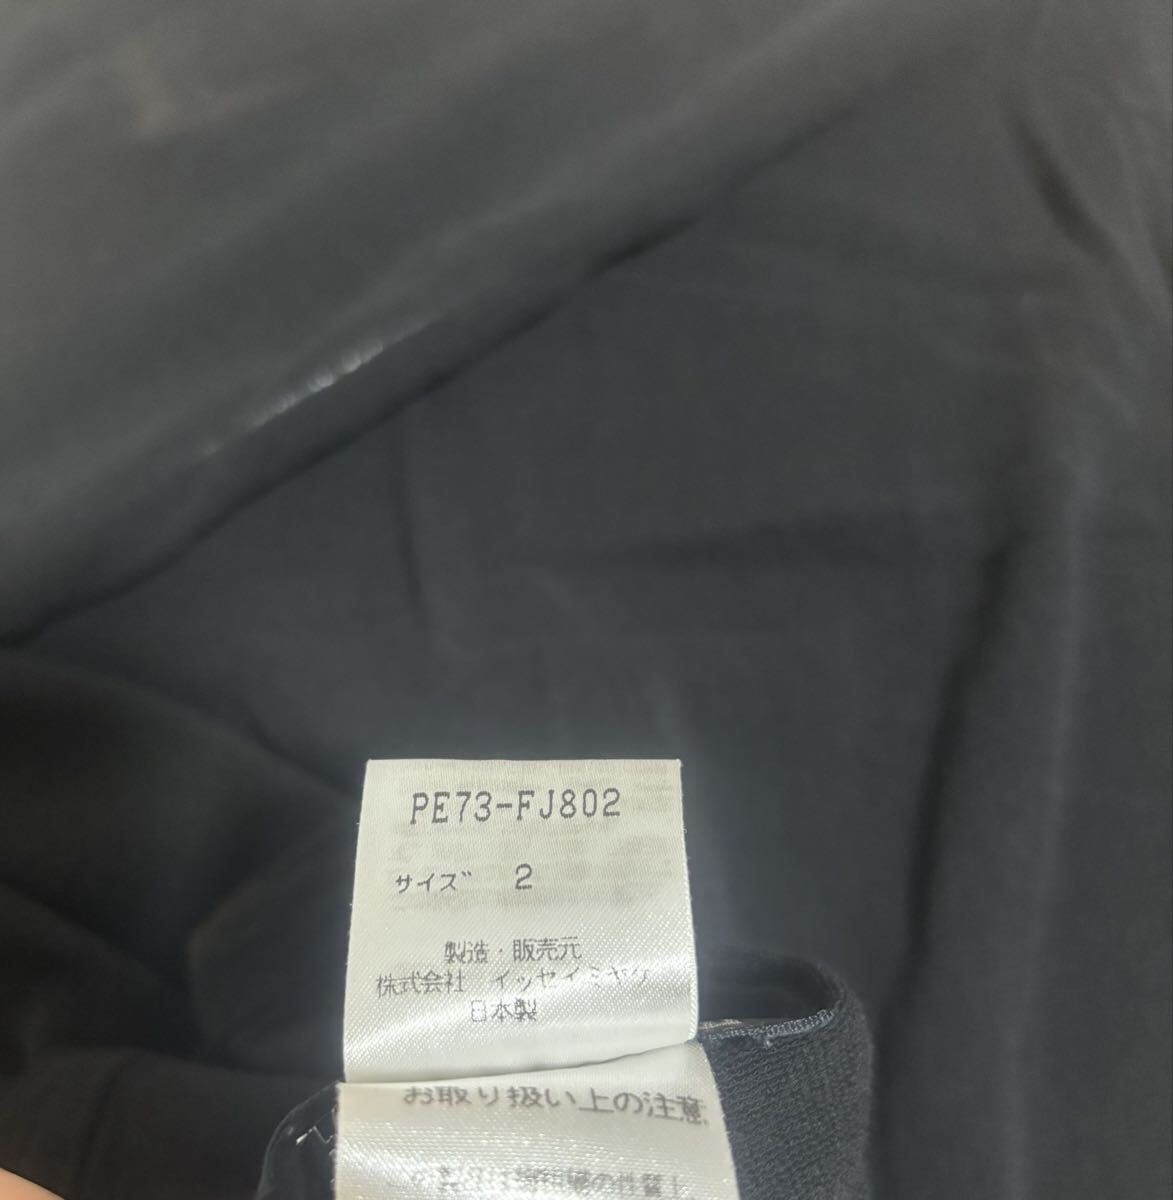 PE73-FJ802
サイズ 2
製造・販売元
株式会社 イッセイミヤケ
日本製
お取り扱い上の注意